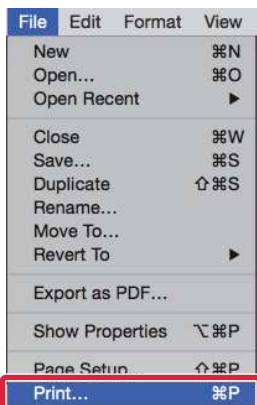 File Edit Format View
New ⌘N
Open... ⌘O
Open Recent ▶
Close ⌘W
Save... ⌘S
Duplicate ⇧⌘S
Rename...
Move To...
Revert To ▶
Export as PDF...
Show Properties ⌥⌘P
Page Setup... ⇧⌘P
Print... ⌘P